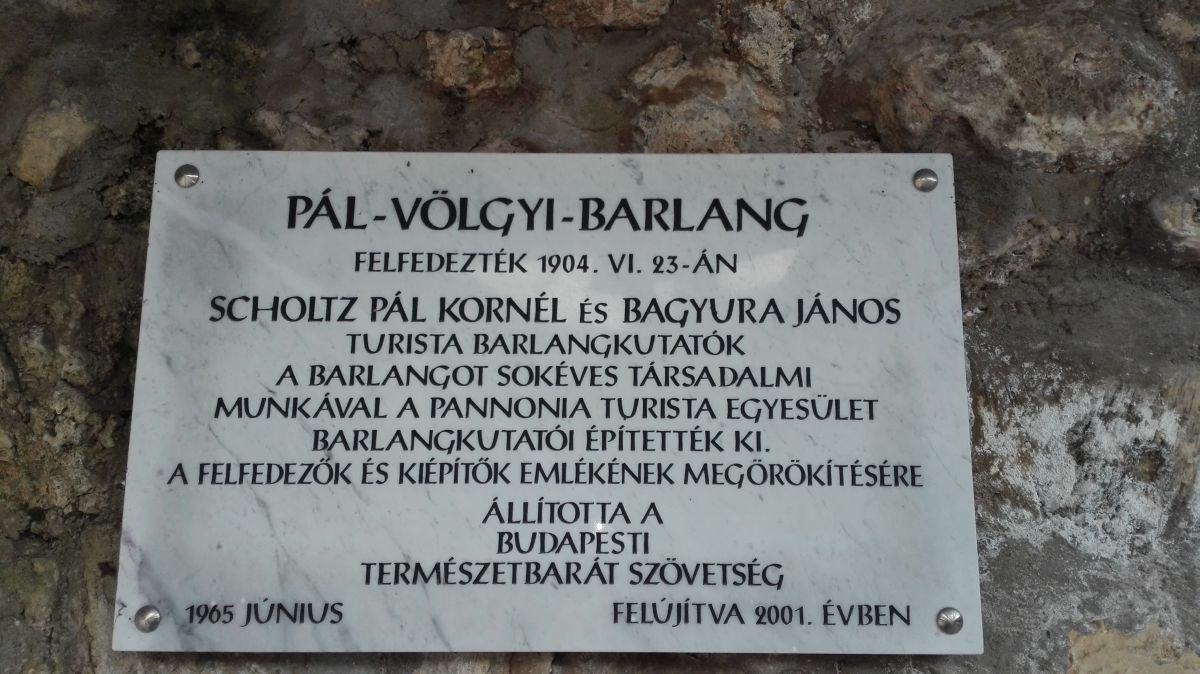 PÁL-VÖLGYI-BARLANG
FELFEDEZTÉK 1904. VI. 23-ÁN
SCHOLTZ PÁL KORNÉL ÉS BAGYURA JÁNOS
TURISTA BARLANGKUTATÓK
A BARLANGOT SOKÉVES TÁRSADALMI
MUNKÁVAL A PANNONIA TURISTA EGYESÜLET
BARLANGKUTATÓI ÉPÍTETTÉK KI.
A FELFEDEZŐK ÉS KIÉPÍTŐK EMLÉKÉNEK MEGÖRÖKÍTÉSÉRE
ÁLLÍTOTTA A
BUDAPESTI
TERMÉSZETBARÁT SZÖVETSÉG
1965 JÚNIUS FELÚJÍTVA 2001. ÉVBEN